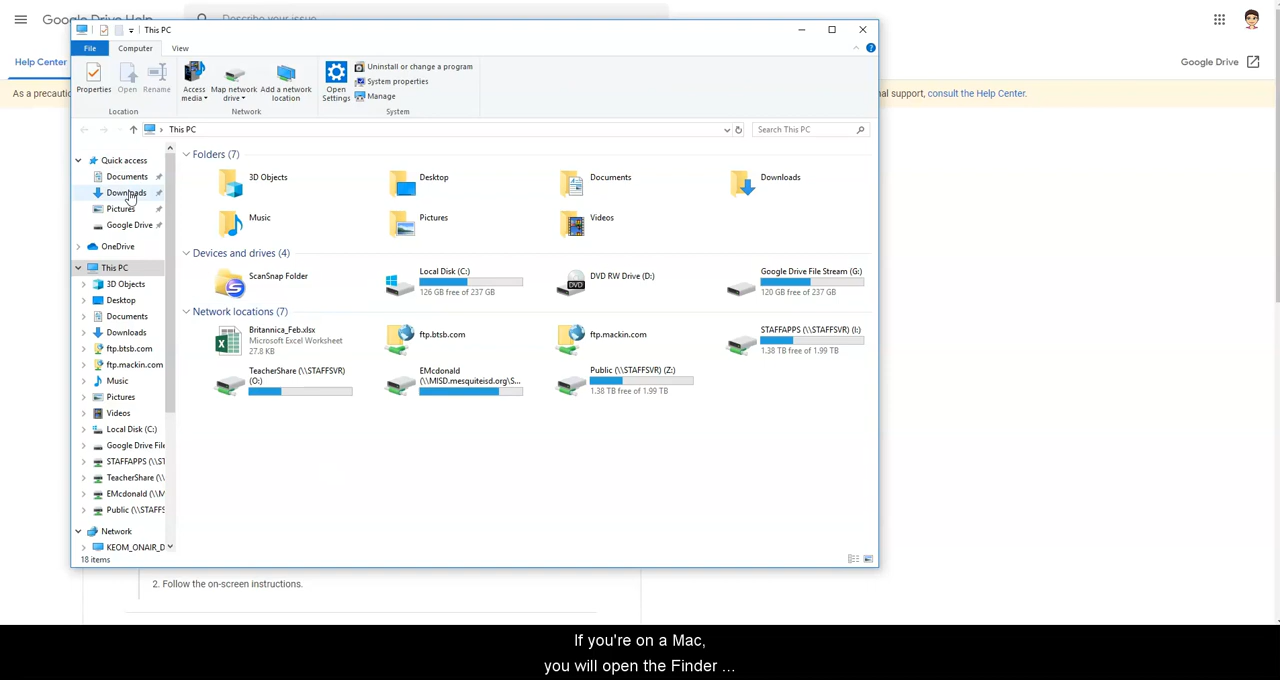 Google Drive Help
Describe your issue
Help Center
Google Drive
As a precaution
al support, consult the Help Center.
This PC
File
Computer
View
Properties
Open
Rename
Location
Access media
Map network drive
Add a network location
Network
Open Settings
Uninstall or change a program
System properties
Manage
System
This PC
Search This PC
Quick access
Documents
Downloads
Pictures
Google Drive
OneDrive
This PC
3D Objects
Desktop
Documents
Downloads
ftp.btsb.com
ftp.mackin.com
Music
Pictures
Videos
Local Disk (C:)
Google Drive File
STAFFAPPS (\\ST
TeacherShare (\\
EMcdonald (\\M
Public (\\STAFFS
Network
KEOM_ONAIR_D
18 items
Folders (7)
3D Objects
Desktop
Documents
Downloads
Music
Pictures
Videos
Devices and drives (4)
ScanSnap Folder
Local Disk (C:)
126 GB free of 237 GB
DVD RW Drive (D:)
DVD
Google Drive File Stream (G:)
120 GB free of 237 GB
Network locations (7)
Britannica_Feb.xlsx
Microsoft Excel Worksheet
27.8 KB
ftp.btsb.com
ftp.mackin.com
STAFFAPPS (\\STAFFSVR) (I:)
1.38 TB free of 1.99 TB
TeacherShare (\\STAFFSVR)
(O:)
EMcdonald
(\\MISD.mesquiteisd.org\S...
Public (\\STAFFSVR) (Z:)
1.38 TB free of 1.99 TB
2. Follow the on-screen instructions.
If you're on a Mac,
you will open the Finder ...